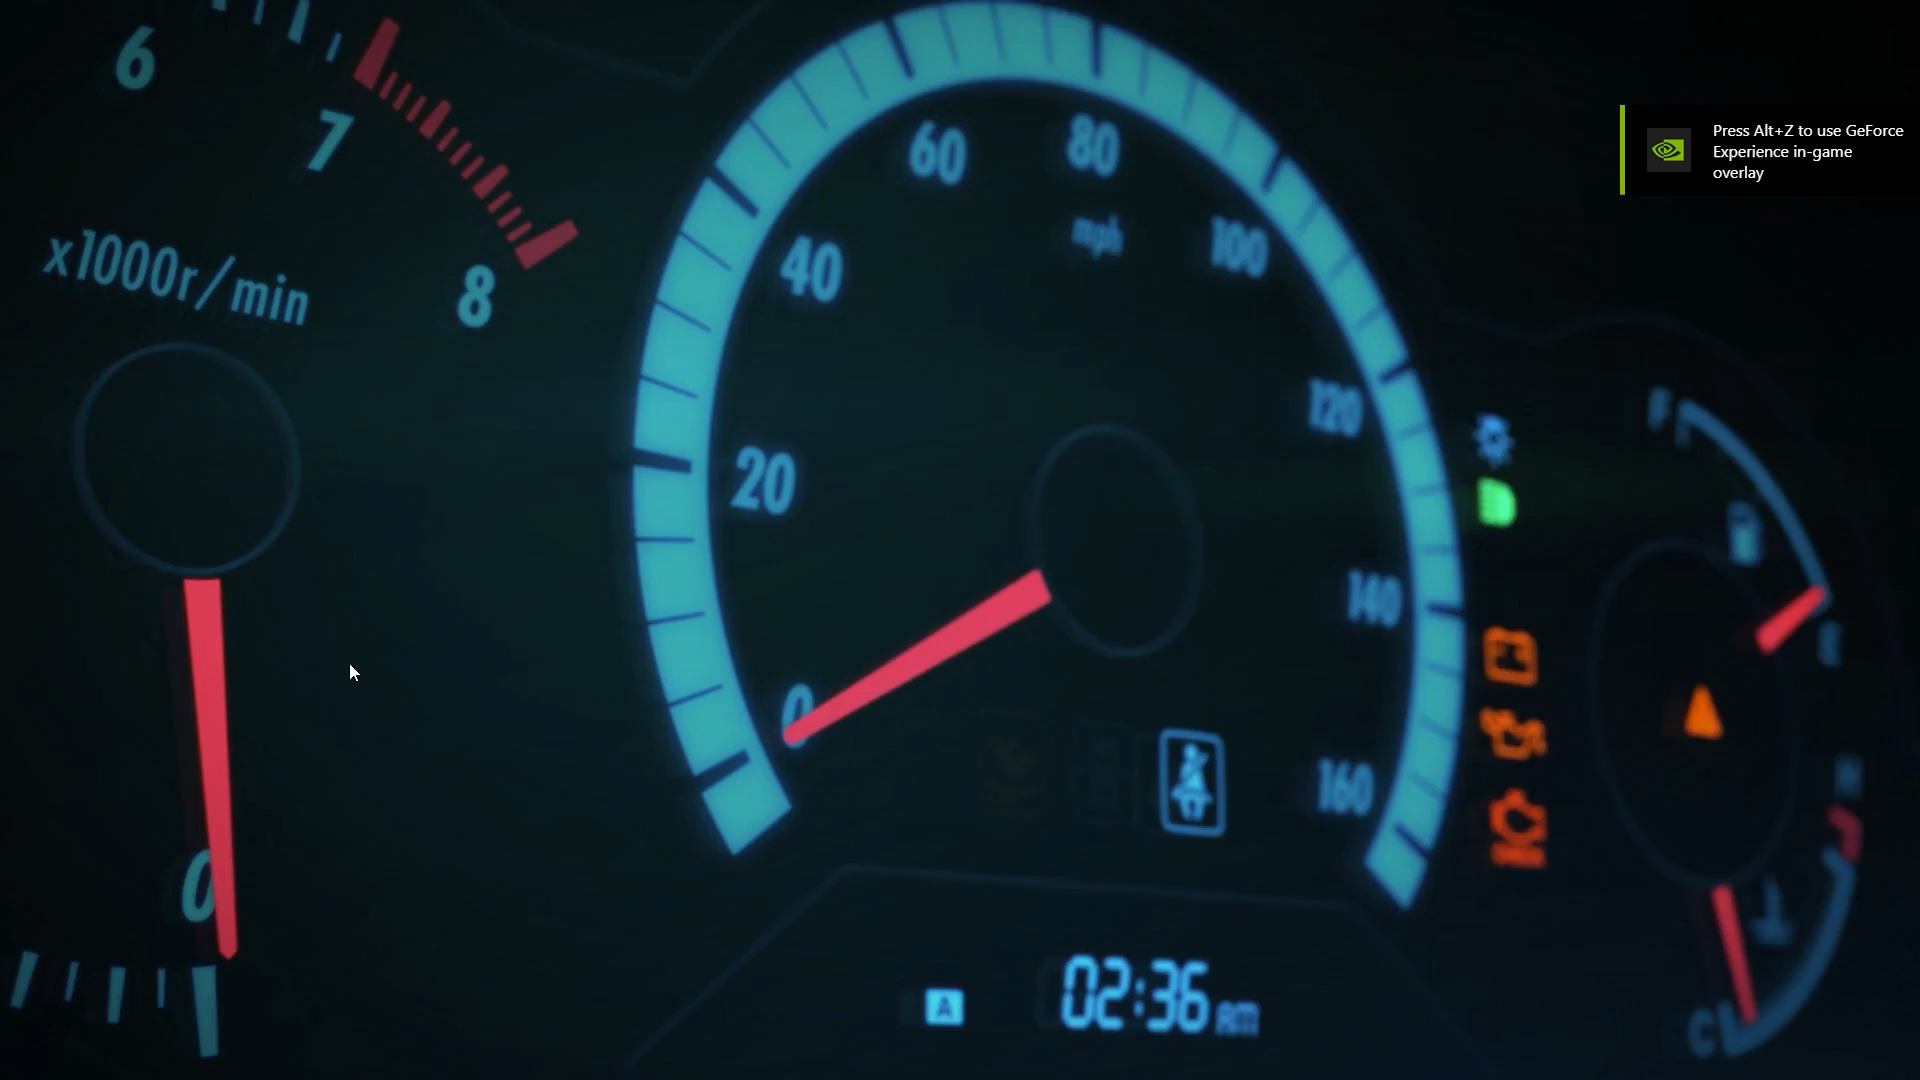 6
7
8
x1000r/min
0
0
20
40
60
80
100
120
140
160
mph
F
E
H
C
A
02:36 AM
Press Alt+Z to use GeForce
Experience in-game
overlay